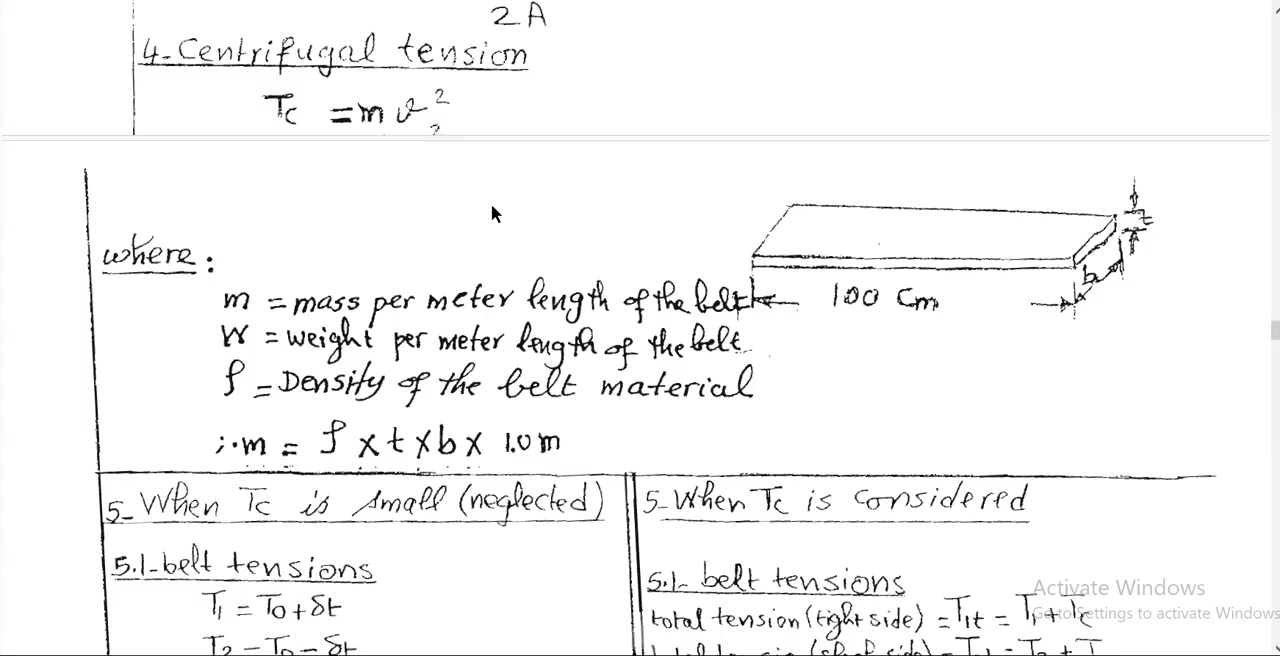 2A
4-Centrifugal tension
Tc = m v²
where:
t
b
100 cm
m = mass per meter length of the belt
W = weight per meter length of the belt
ρ = Density of the belt material
∴ m = ρ x t x b x 1.0 m
5- When Tc is small (neglected)
5.1-belt tensions
T1 = To + δt
T2 = To - δt
5- When Tc is considered
5.1- belt tensions
total tension (tight side) = T1t = T1 + Tc
Activate Windows
Go to Settings to activate Windows